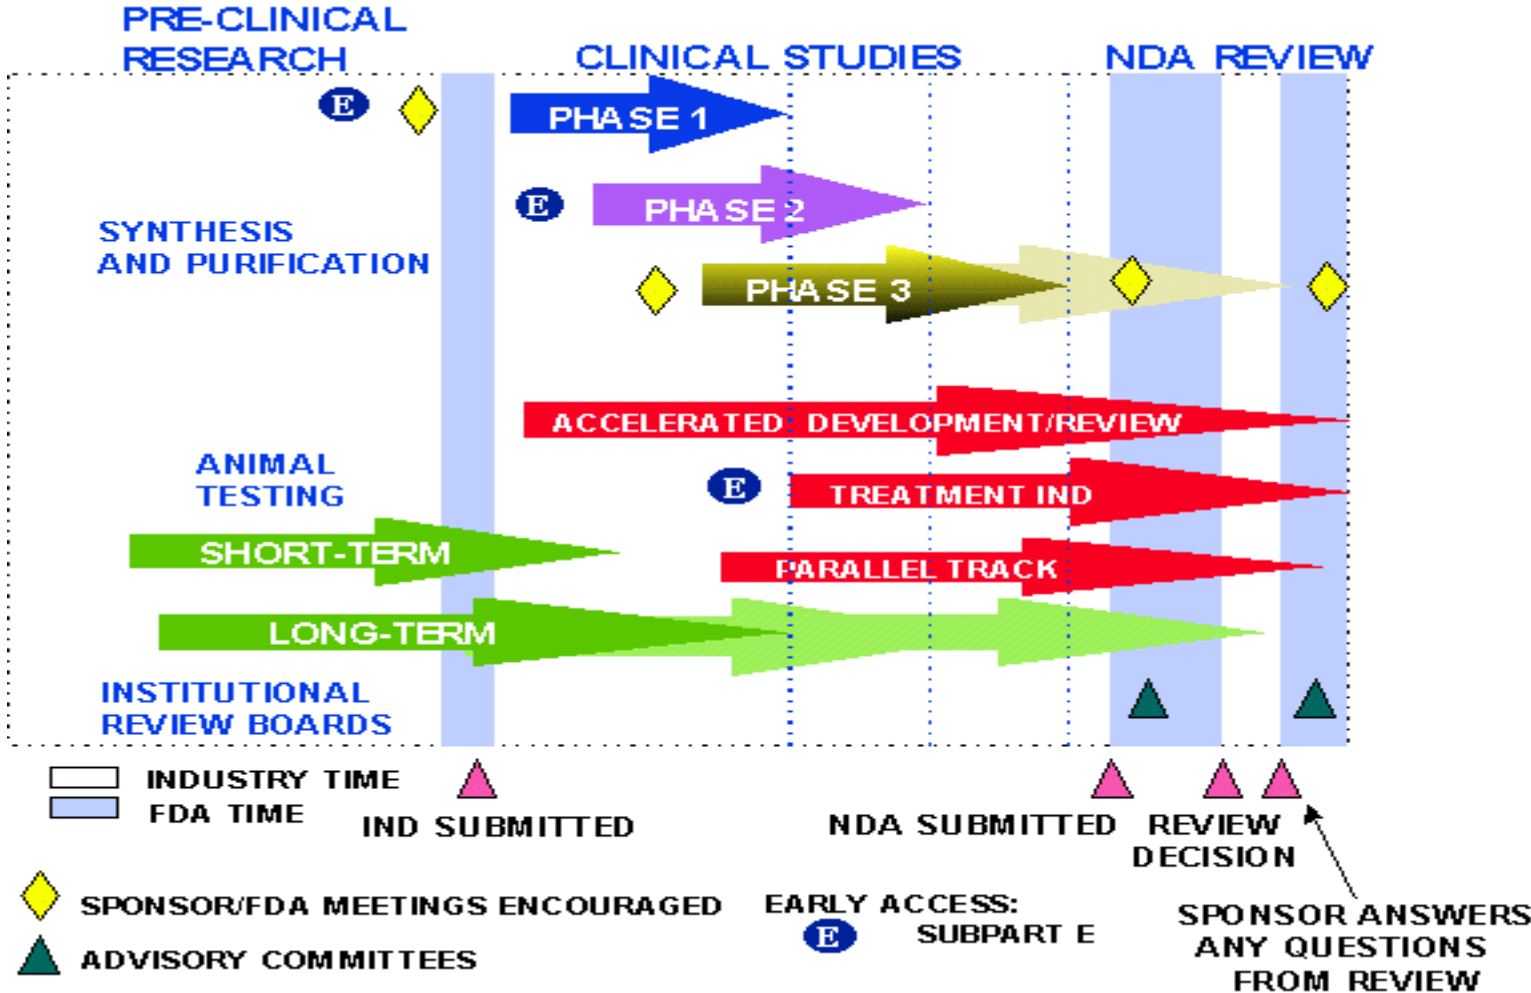 PRE-CLINICAL
RESEARCH
CLINICAL STUDIES
NDA REVIEW
E
PHASE 1
E
PHASE 2
SYNTHESIS
AND PURIFICATION
PHASE 3
ACCELERATED DEVELOPMENT/REVIEW
ANIMAL
TESTING
E
TREATMENT IND
SHORT-TERM
PARALLEL TRACK
LONG-TERM
INSTITUTIONAL
REVIEW BOARDS
INDUSTRY TIME
FDA TIME
IND SUBMITTED
NDA SUBMITTED
REVIEW
DECISION
SPONSOR/FDA MEETINGS ENCOURAGED
ADVISORY COMMITTEES
EARLY ACCESS:
E SUBPART E
SPONSOR ANSWERS
ANY QUESTIONS
FROM REVIEW